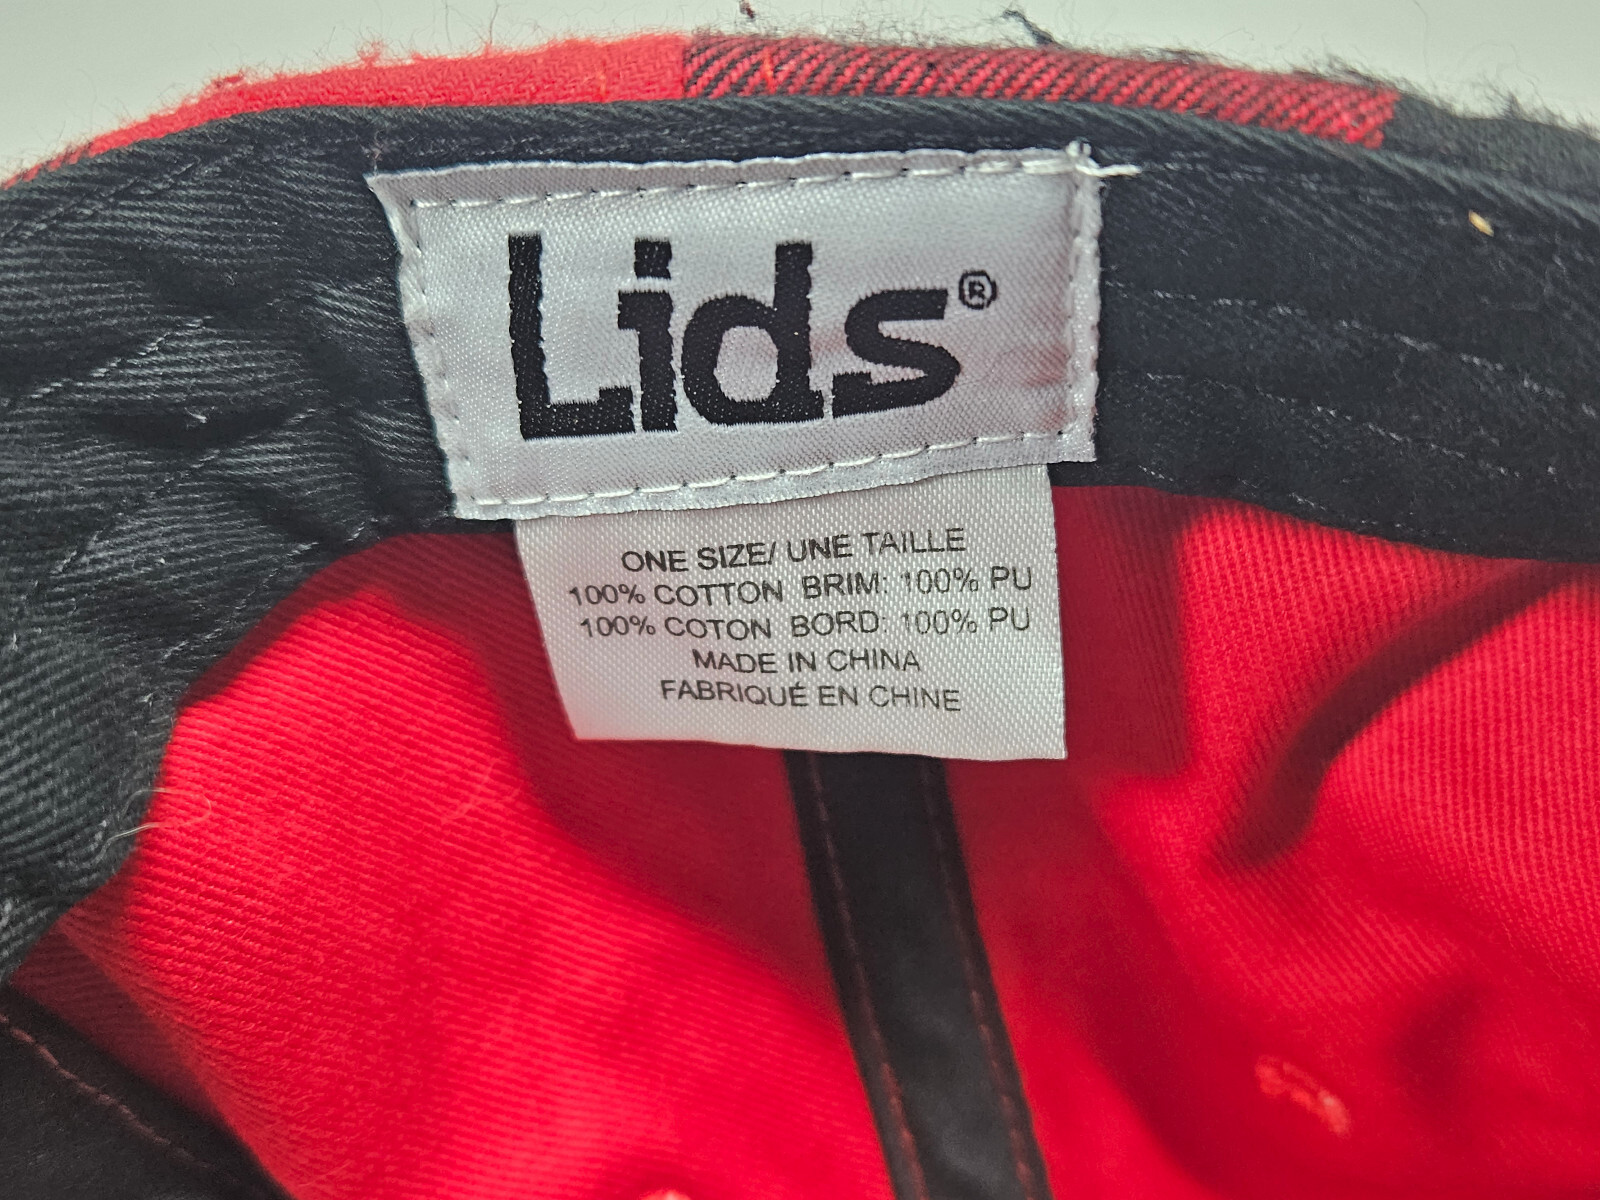 Lids®
ONE SIZE/ UNE TAILLE
100% COTTON BRIM: 100% PU
100% COTON BORD: 100% PU
MADE IN CHINA
FABRIQUÉ EN CHINE